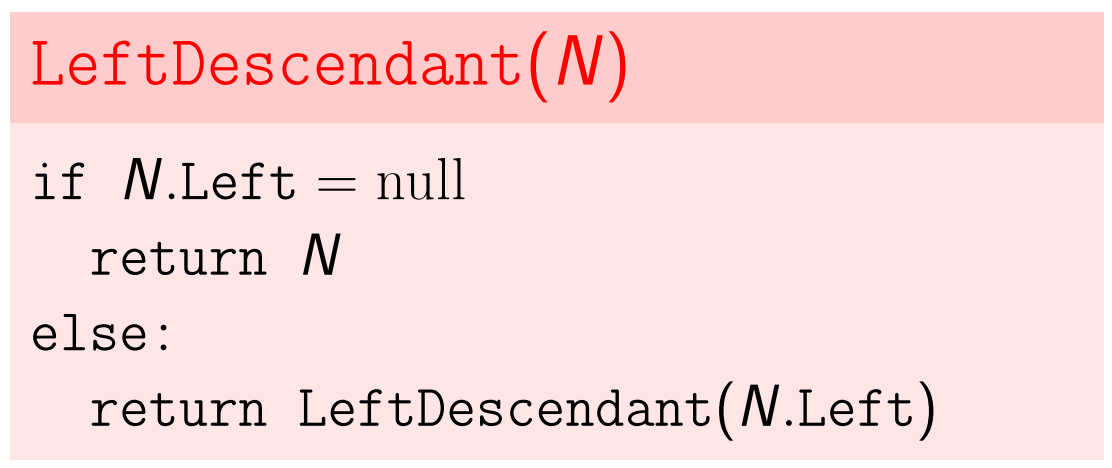 LeftDescendant(N)
if N.Left = null
return N
else:
return LeftDescendant(N.Left)